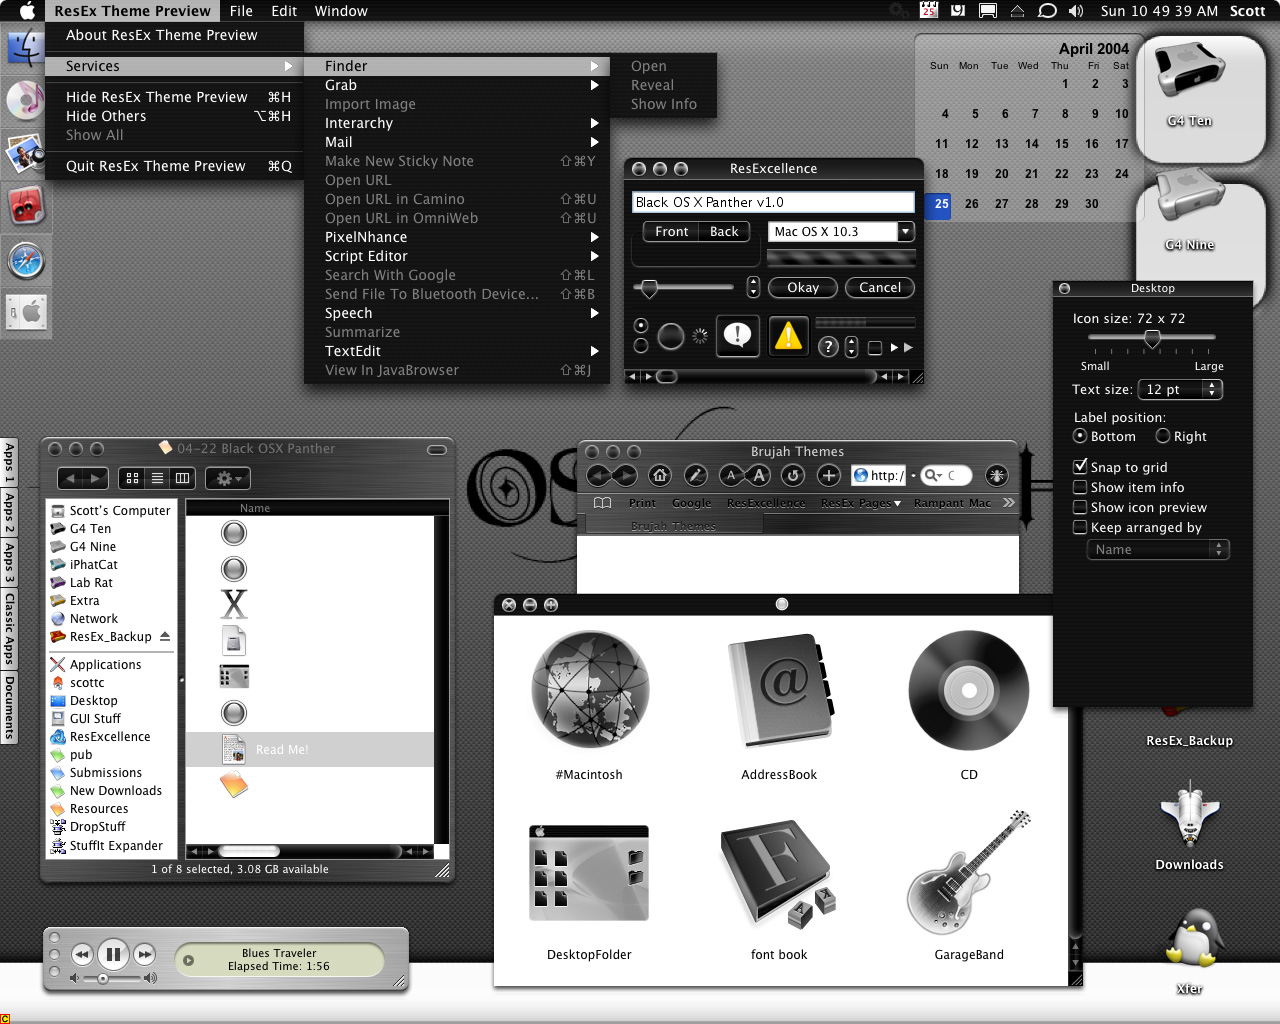 ResEx Theme Preview File Edit Window
25
Sun 10 49 39 AM Scott
About ResEx Theme Preview
Services
Hide ResEx Theme Preview ⌘H
Hide Others ⌥⌘H
Show All
Quit ResEx Theme Preview ⌘Q
Finder
Grab
Import Image
Interarchy
Mail
Make New Sticky Note ⇧⌘Y
Open URL
Open URL in Camino ⇧⌘U
Open URL in OmniWeb ⇧⌘U
PixelNhance
Script Editor
Search With Google ⇧⌘L
Send File To Bluetooth Device... ⇧⌘B
Speech
Summarize
TextEdit
View In JavaBrowser ⇧⌘J
Open
Reveal
Show Info
April 2004
Sun Mon Tue Wed Thu Fri Sat
1 2 3
4 5 6 7 8 9 10
11 12 13 14 15 16 17
18 19 20 21 22 23 24
25 26 27 28 29 30
G4 Ten
G4 Nine
ResExcellence
Black OS X Panther v1.0
Front Back
Mac OS X 10.3
Okay Cancel
?
Desktop
Icon size: 72 x 72
Small Large
Text size: 12 pt
Label position:
Bottom Right
Snap to grid
Show item info
Show icon preview
Keep arranged by
Name
Apps 1
Apps 2
Apps 3
Classic Apps
Documents
04-22 Black OSX Panther
Name
Scott's Computer
G4 Ten
G4 Nine
iPhatCat
Lab Rat
Extra
Network
ResEx_Backup
Applications
scottc
Desktop
GUI Stuff
ResExcellence
pub
Submissions
New Downloads
Resources
DropStuff
StuffIt Expander
X
Read Me!
1 of 8 selected, 3.08 GB available
OS
Brujah Themes
A A
http:/
C
Print Google ResExcellence ResEx Pages Rampant Mac »
Brujah Themes
@
#Macintosh AddressBook CD
F
A
DesktopFolder font book GarageBand
ResEx_Backup
Downloads
Xfer
Blues Traveler
Elapsed Time: 1:56
C